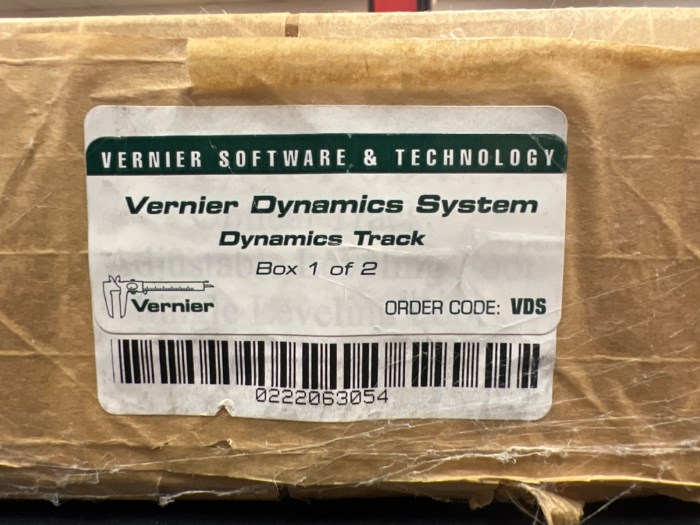 VERNIER SOFTWARE & TECHNOLOGY
Vernier Dynamics System
Dynamics Track
Box 1 of 2
Vernier
ORDER CODE: VDS
0222063054